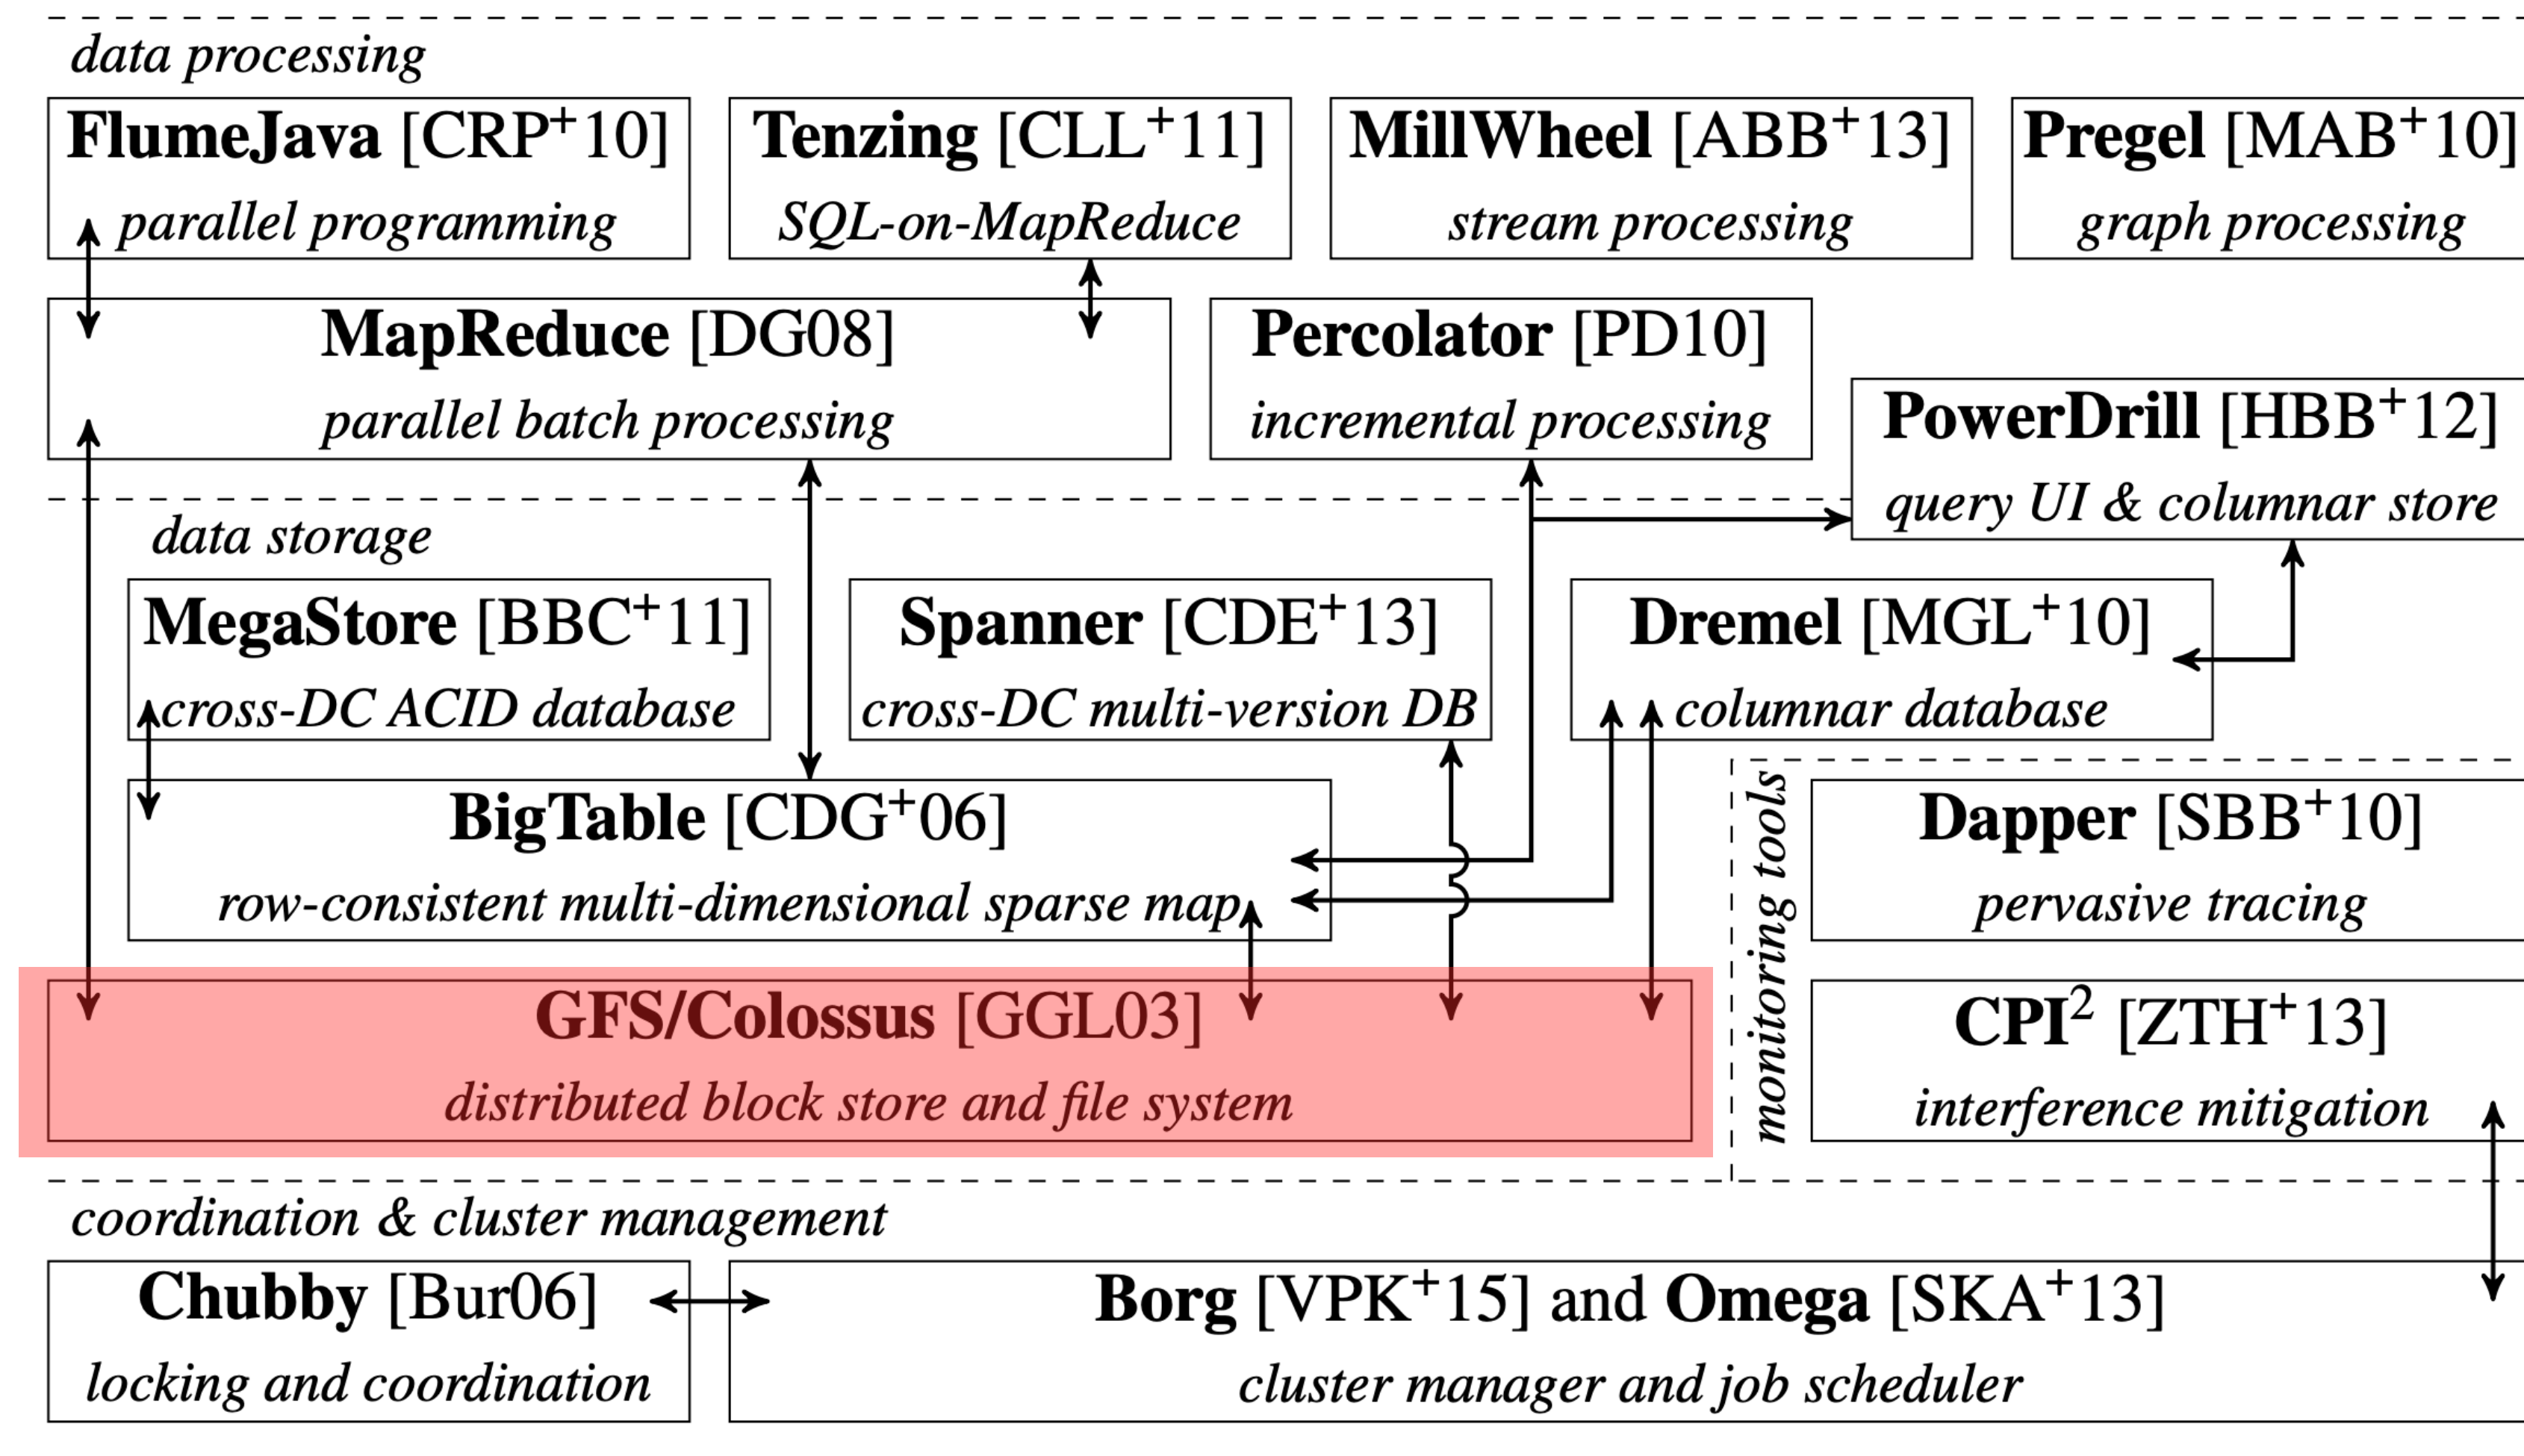 data processing
FlumeJava [CRP+10]
parallel programming
Tenzing [CLL+11]
SQL-on-MapReduce
MillWheel [ABB+13]
stream processing
Pregel [MAB+10]
graph processing
MapReduce [DG08]
parallel batch processing
Percolator [PD10]
incremental processing
PowerDrill [HBB+12]
query UI & columnar store
data storage
MegaStore [BBC+11]
cross-DC ACID database
Spanner [CDE+13]
cross-DC multi-version DB
Dremel [MGL+10]
columnar database
BigTable [CDG+06]
row-consistent multi-dimensional sparse map
monitoring tools
Dapper [SBB+10]
pervasive tracing
GFS/Colossus [GGL03]
distributed block store and file system
CPI2 [ZTH+13]
interference mitigation
coordination & cluster management
Chubby [Bur06]
locking and coordination
Borg [VPK+15] and Omega [SKA+13]
cluster manager and job scheduler